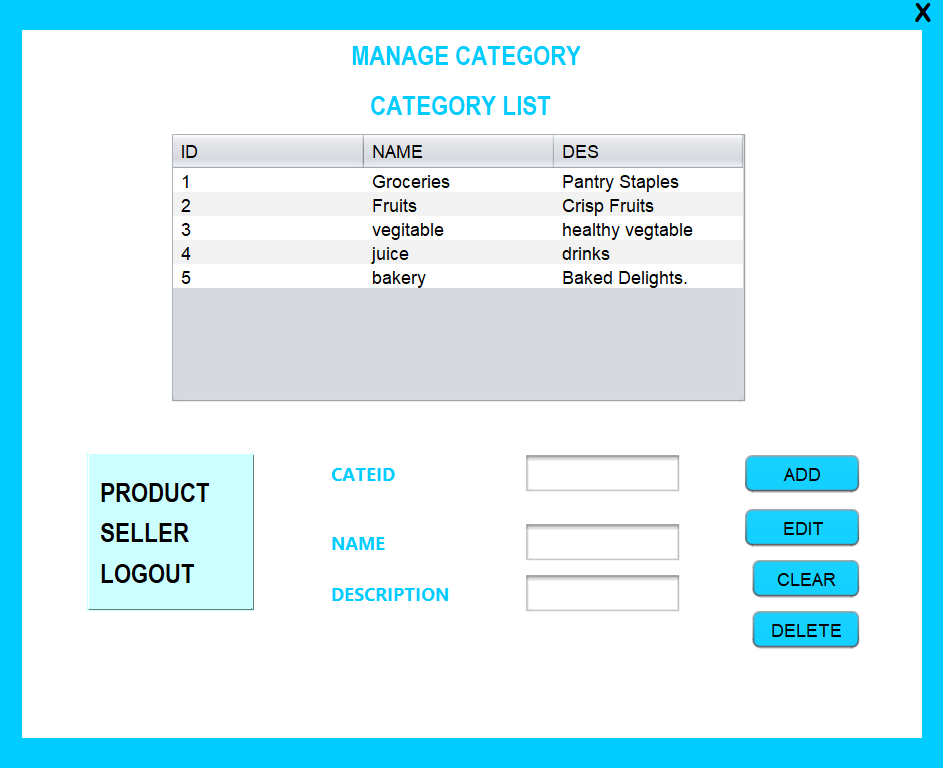 X
MANAGE CATEGORY
CATEGORY LIST
ID NAME DES
1 Groceries Pantry Staples
2 Fruits Crisp Fruits
3 vegitable healthy vegtable
4 juice drinks
5 bakery Baked Delights.
PRODUCT
SELLER
LOGOUT
CATEID
NAME
DESCRIPTION
ADD
EDIT
CLEAR
DELETE